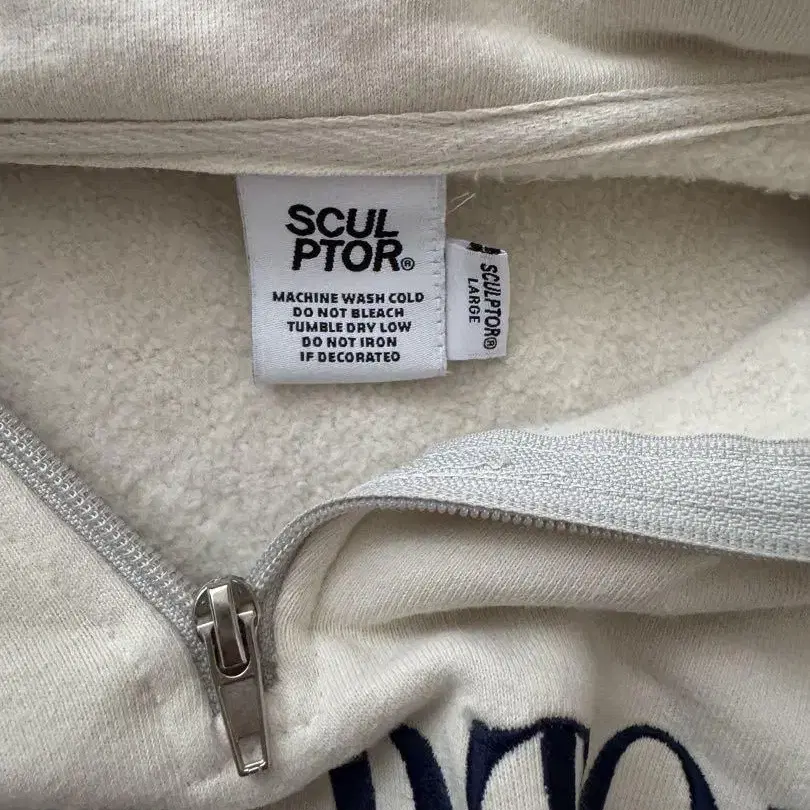 SCUL
PTOR®
MACHINE WASH COLD
DO NOT BLEACH
TUMBLE DRY LOW
DO NOT IRON
IF DECORATED
SCULPTOR®
LARGE